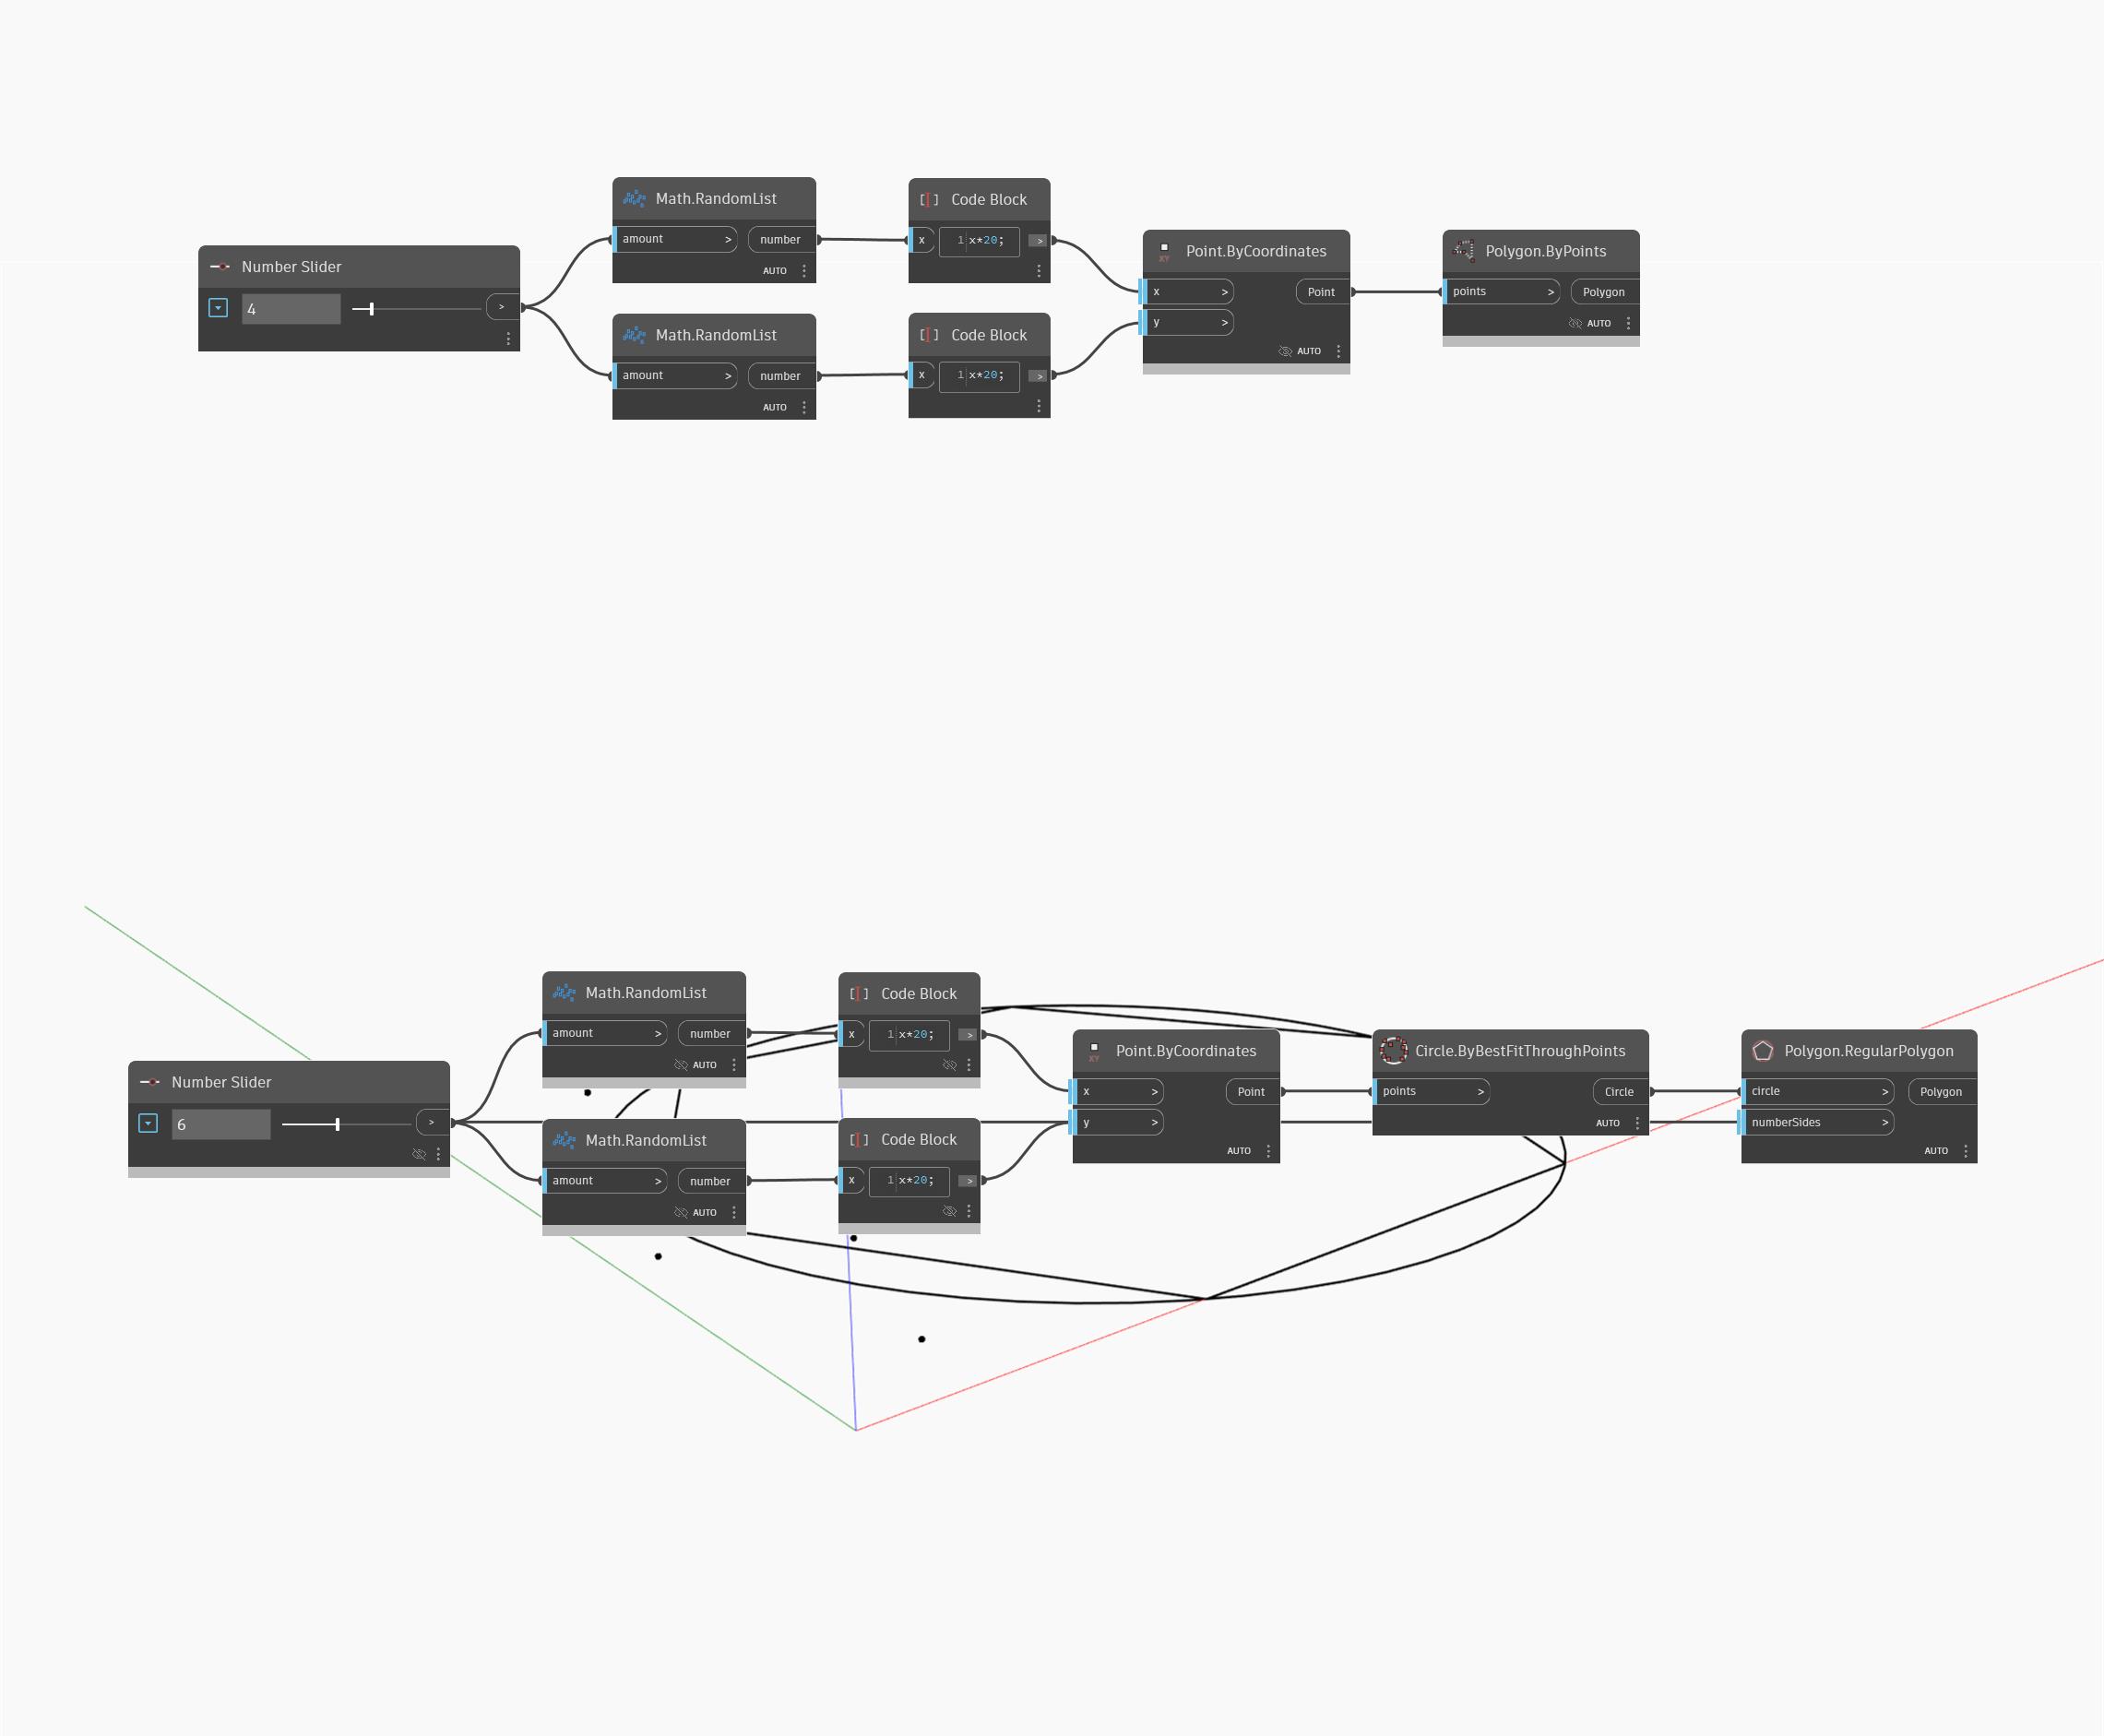 Math.RandomList
amount > number
AUTO
Code Block
x 1 x*20; >
Number Slider
4 >
Point.ByCoordinates
x > Point
y >
AUTO
Polygon.ByPoints
points > Polygon
AUTO
Math.RandomList
amount > number
AUTO
Code Block
x 1 x*20; >
Math.RandomList
amount > number
AUTO
Code Block
x 1 x*20; >
Number Slider
6 >
Point.ByCoordinates
XY
x > Point
y >
AUTO
Circle.ByBestFitThroughPoints
points > Circle
AUTO
Polygon.RegularPolygon
circle > Polygon
numberSides >
AUTO
Math.RandomList
amount > number
AUTO
Code Block
x 1 x*20; >